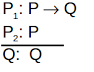 P₁: P → Q
P₂: P
Q: Q